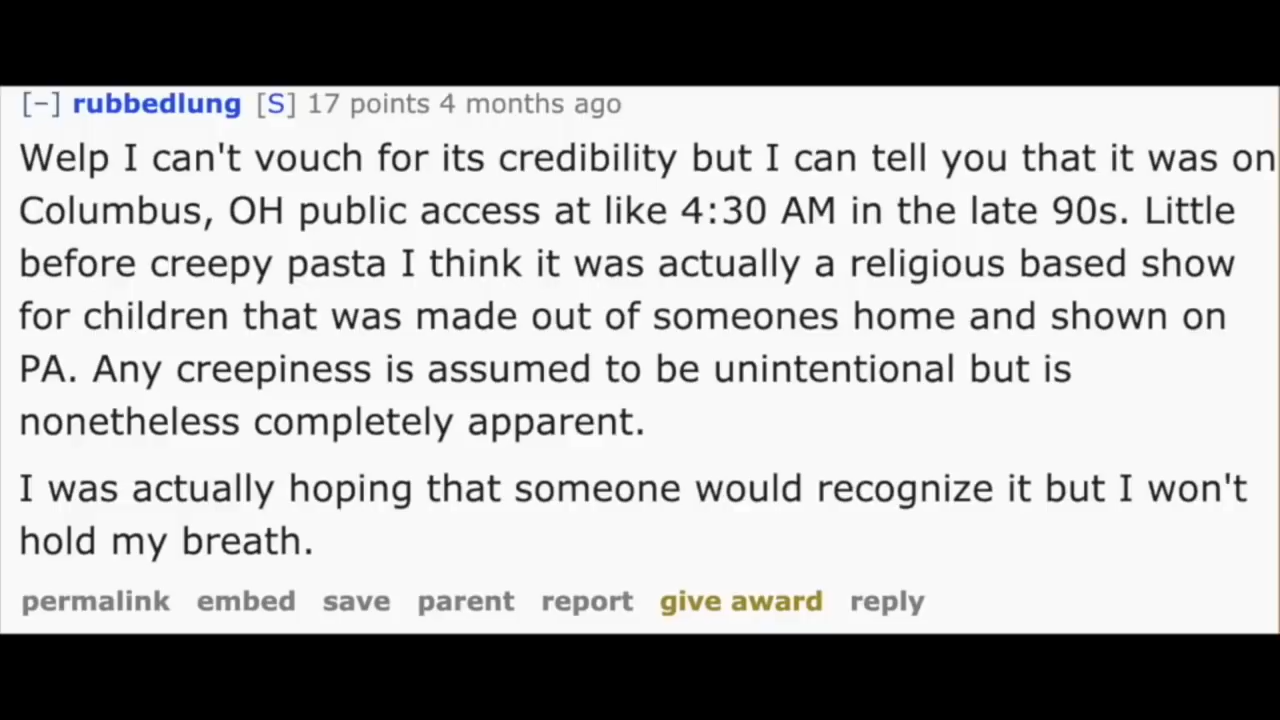 [−] rubbedlung [S] 17 points 4 months ago
Welp I can't vouch for its credibility but I can tell you that it was on
Columbus, OH public access at like 4:30 AM in the late 90s. Little
before creepy pasta I think it was actually a religious based show
for children that was made out of someones home and shown on
PA. Any creepiness is assumed to be unintentional but is
nonetheless completely apparent.
I was actually hoping that someone would recognize it but I won't
hold my breath.
permalink embed save parent report give award reply